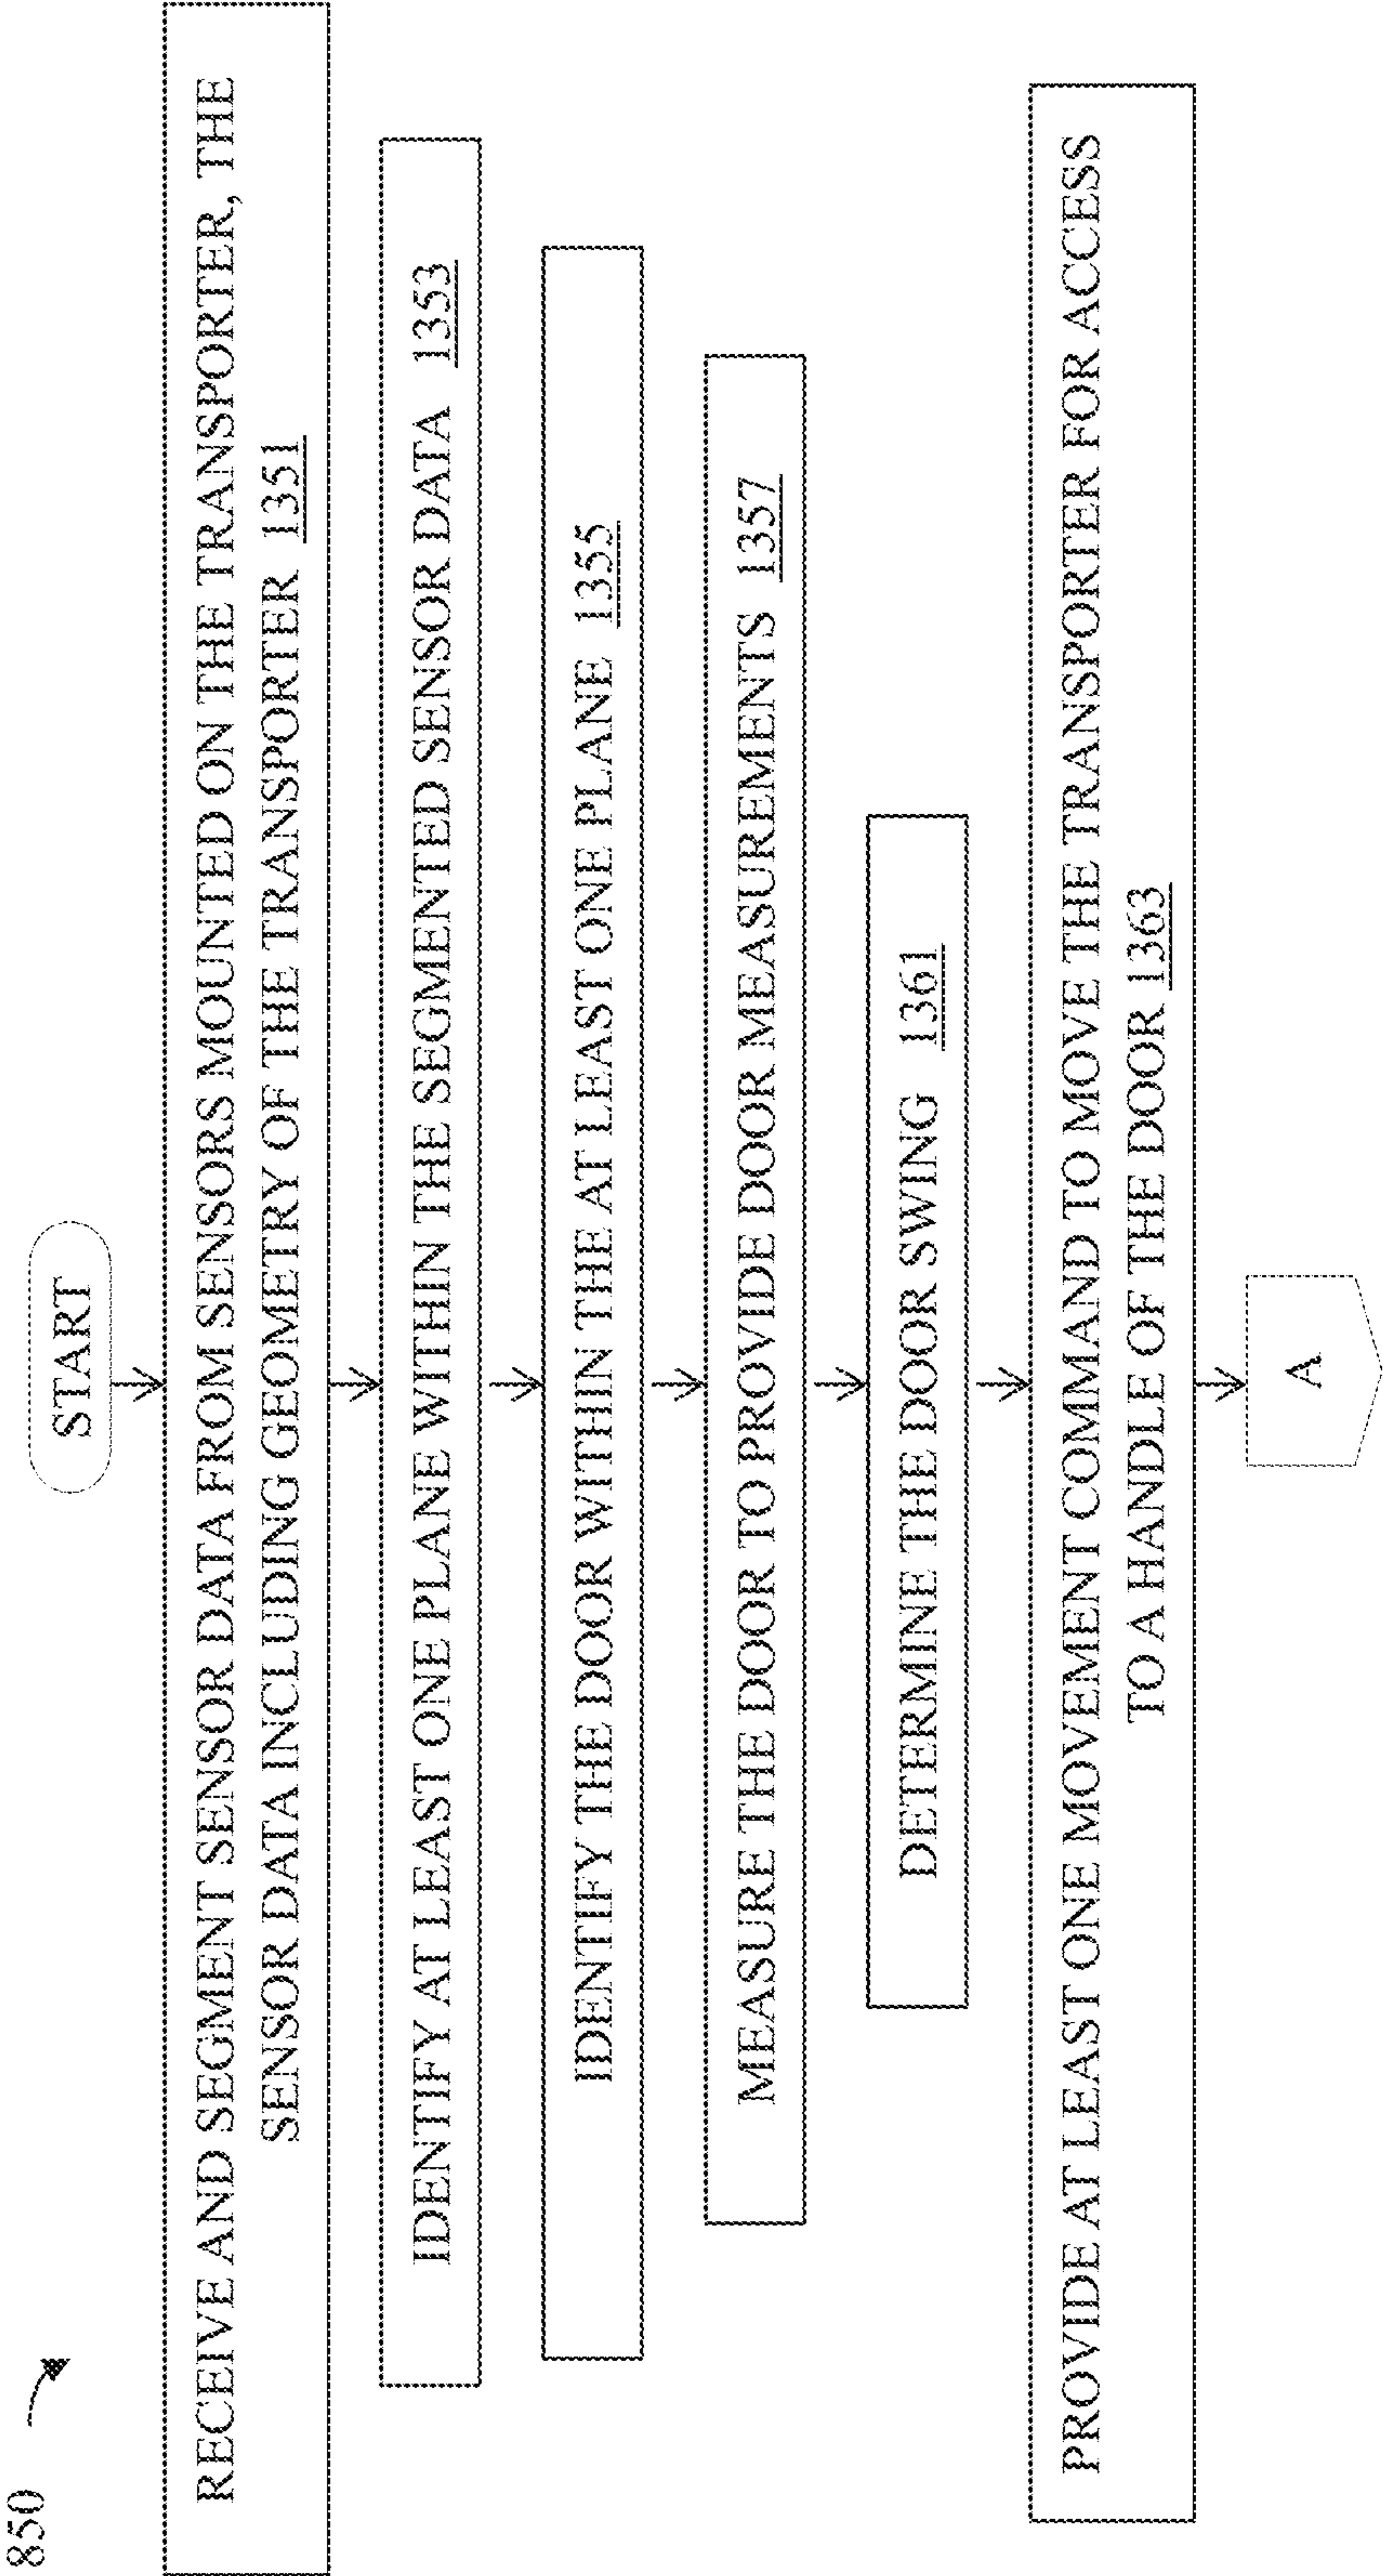 850
START
RECEIVE AND SEGMENT SENSOR DATA FROM SENSORS MOUNTED ON THE TRANSPORTER, THE
SENSOR DATA INCLUDING GEOMETRY OF THE TRANSPORTER 1351
IDENTIFY AT LEAST ONE PLANE WITHIN THE SEGMENTED SENSOR DATA 1353
IDENTIFY THE DOOR WITHIN THE AT LEAST ONE PLANE 1355
MEASURE THE DOOR TO PROVIDE DOOR MEASUREMENTS 1357
DETERMINE THE DOOR SWING 1361
PROVIDE AT LEAST ONE MOVEMENT COMMAND TO MOVE THE TRANSPORTER FOR ACCESS
TO A HANDLE OF THE DOOR 1363
A